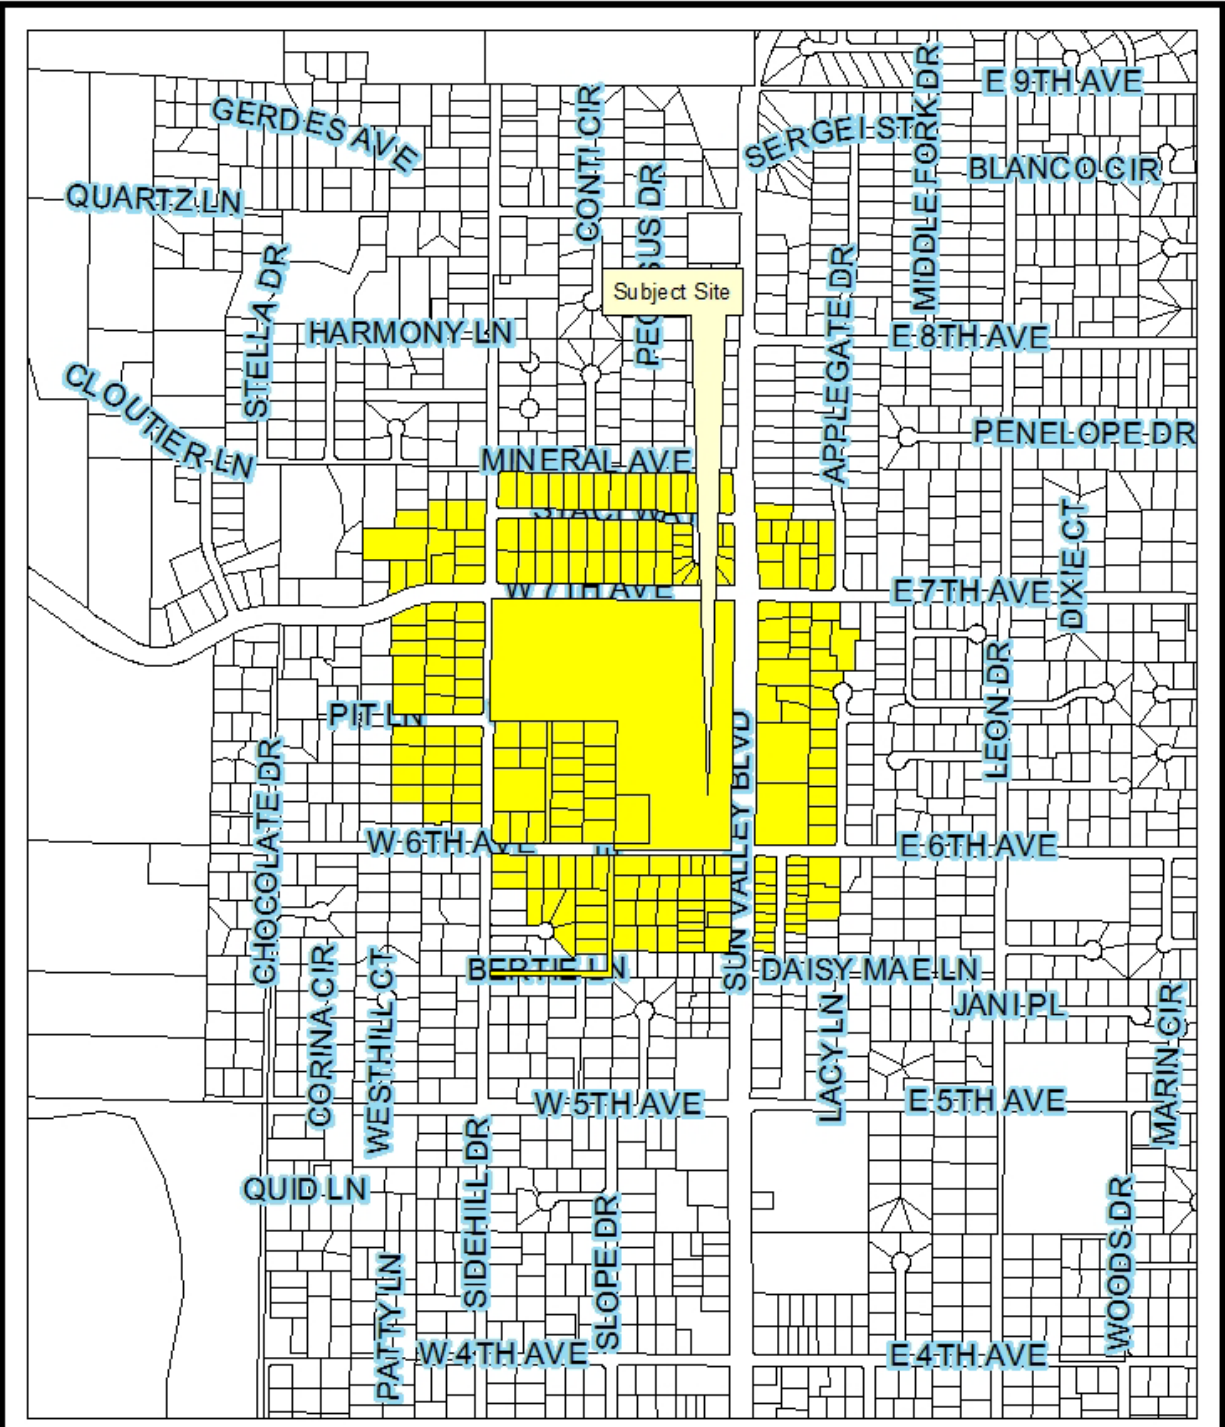 E 9TH AVE
GERDES AVE
CONTI CIR
SERGEI ST
MIDDLE FORK DR
BLANCO CIR
QUARTZ LN
STELLA DR
Subject Site
APPLEGATE DR
HARMONY LN
E 8TH AVE
CLOUTIER LN
PENELOPE DR
MINERAL AVE
W 7TH AVE
E 7TH AVE
DIXIE CT
LEON DR
PIT LN
SUN VALLEY BLVD
CHOCOLATE DR
W 6TH AVE
E 6TH AVE
BERTIE LN
DAISY MAE LN
CORINA CIR
WESTHILL CT
LACY LN
JANI PL
MARIN CIR
W 5TH AVE
E 5TH AVE
QUID LN
SIDEHILL DR
SLOPE DR
WOODS DR
PATTY LN
W 4TH AVE
E 4TH AVE